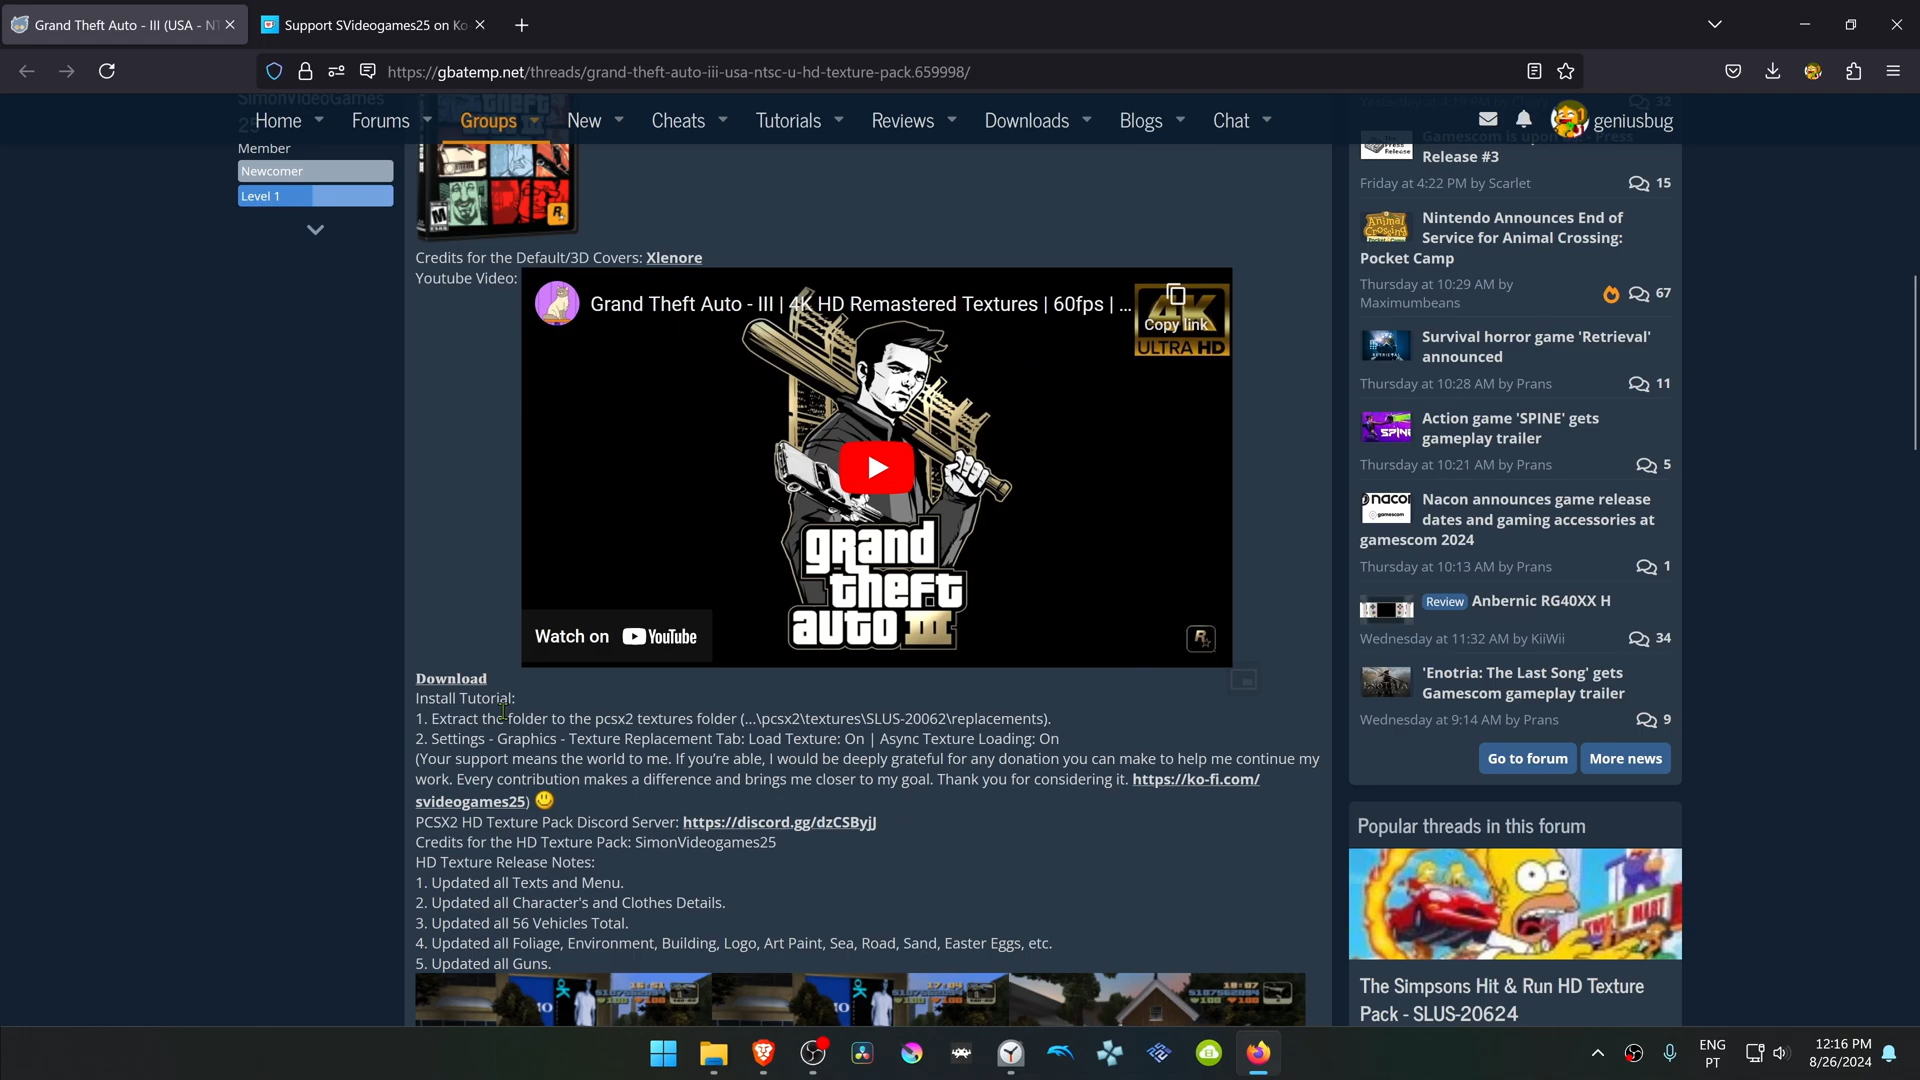 Grand Theft Auto - III (USA - NT
Support SVideogames25 on Ko
https://gbatemp.net/threads/grand-theft-auto-iii-usa-ntsc-u-hd-texture-pack.659998/
SimonVideoGames
25
Home
Forums
Groups
New
Cheats
Tutorials
Reviews
Downloads
Blogs
Chat
geniusbug
Member
Newcomer
Level 1
Credits for the Default/3D Covers: Xlenore
Youtube Video:
Grand Theft Auto - III | 4K HD Remastered Textures | 60fps | ...
4K
Copy link
ULTRA HD
grand
theft
auto III
Watch on YouTube
Download
Install Tutorial:
1. Extract the folder to the pcsx2 textures folder (...\pcsx2\textures\SLUS-20062\replacements).
2. Settings - Graphics - Texture Replacement Tab: Load Texture: On | Async Texture Loading: On
(Your support means the world to me. If you're able, I would be deeply grateful for any donation you can make to help me continue my
work. Every contribution makes a difference and brings me closer to my goal. Thank you for considering it. https://ko-fi.com/
svideogames25)
PCSX2 HD Texture Pack Discord Server: https://discord.gg/dzCSByjJ
Credits for the HD Texture Pack: SimonVideogames25
HD Texture Release Notes:
1. Updated all Texts and Menu.
2. Updated all Character's and Clothes Details.
3. Updated all 56 Vehicles Total.
4. Updated all Foliage, Environment, Building, Logo, Art Paint, Sea, Road, Sand, Easter Eggs, etc.
5. Updated all Guns.
32
Gamescom is upon us - Press
Release #3
Friday at 4:22 PM by Scarlet
15
Nintendo Announces End of
Service for Animal Crossing:
Pocket Camp
Thursday at 10:29 AM by
Maximumbeans
67
Survival horror game 'Retrieval'
announced
Thursday at 10:28 AM by Prans
11
Action game 'SPINE' gets
gameplay trailer
Thursday at 10:21 AM by Prans
5
Nacon announces game release
dates and gaming accessories at
gamescom 2024
Thursday at 10:13 AM by Prans
1
Review Anbernic RG40XX H
Wednesday at 11:32 AM by KiiWii
34
'Enotria: The Last Song' gets
Gamescom gameplay trailer
Wednesday at 9:14 AM by Prans
9
Go to forum
More news
Popular threads in this forum
The Simpsons Hit & Run HD Texture
Pack - SLUS-20624
ENG
PT
12:16 PM
8/26/2024